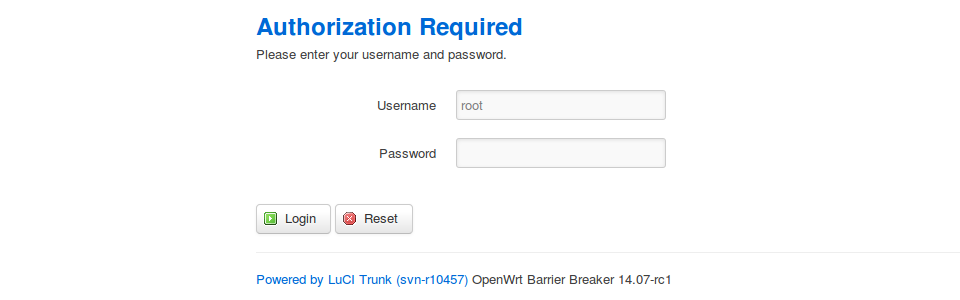 Authorization Required
Please enter your username and password.
Username root
Password
Login Reset
Powered by LuCI Trunk (svn-r10457) OpenWrt Barrier Breaker 14.07-rc1